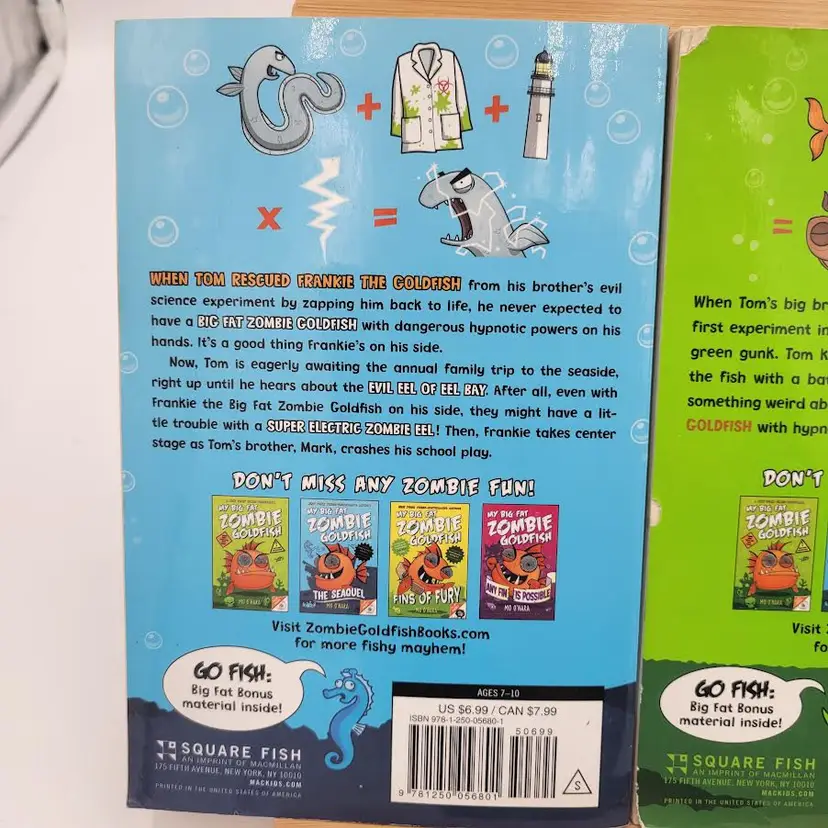 +
+
x
=
WHEN TOM RESCUED FRANKIE THE GOLDFISH from his brother's evil
science experiment by zapping him back to life, he never expected to
have a BIG FAT ZOMBIE GOLDFISH with dangerous hypnotic powers on his
hands. It's a good thing Frankie's on his side.
Now, Tom is eagerly awaiting the annual family trip to the seaside,
right up until he hears about the EVIL EEL OF EEL BAY. After all, even with
Frankie the Big Fat Zombie Goldfish on his side, they might have a lit-
tle trouble with a SUPER ELECTRIC ZOMBIE EEL! Then, Frankie takes center
stage as Tom's brother, Mark, crashes his school play.
DON'T MISS ANY ZOMBIE FUN!
MY BIG FAT
ZOMBIE
GOLDFISH
MO O'HARA
MY BIG FAT
ZOMBIE
GOLDFISH
THE SEAQUEL
MO O'HARA
MY BIG FAT
ZOMBIE
GOLDFISH
FINS OF FURY
MO O'HARA
MY BIG FAT
ZOMBIE
GOLDFISH
ANY FIN IS POSSIBLE
MO O'HARA
Visit ZombieGoldfishBooks.com
for more fishy mayhem!
GO FISH:
Big Fat Bonus
material inside!
SQUARE FISH
AN IMPRINT OF MACMILLAN
175 FIFTH AVENUE, NEW YORK, NY 10010
MACKIDS.COM
PRINTED IN THE UNITED STATES OF AMERICA
AGES 7–10
US $6.99 / CAN $7.99
ISBN 978-1-250-05680-1
50699
9 781250 056801
S
=
When Tom's big br
first experiment in
green gunk. Tom k
the fish with a ba
something weird ab
GOLDFISH with hypn
DON'T
MY BIG FAT
ZOMBIE
GOLDFISH
MO O'HARA
Visit
fo
GO FISH:
Big Fat Bonus
material inside!
SQUARE FISH
AN IMPRINT OF MACMILLAN
175 FIFTH AVENUE, NEW YORK, NY 10010
MACKIDS.COM
PRINTED IN THE UNITED STATES OF AMERICA